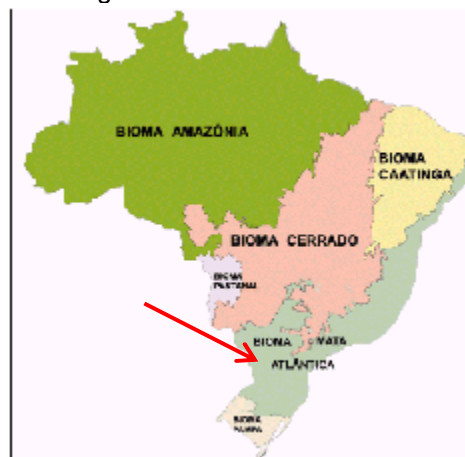 BIOMA AMAZÔNIA
BIOMA
CAATINGA
BIOMA CERRADO
BIOMA
PANTANAL
BIOMA MATA
ATLÂNTICA
BIOMA
PAMPA